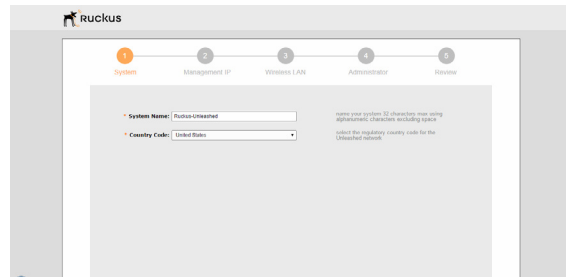 Ruckus
1 2 3 4 5
System Management IP Wireless LAN Administrator Review
* System Name: Ruckus-Unleashed
name your system 32 characters max using
alphanumeric characters excluding space
* Country Code: United States
select the regulatory country code for the
Unleashed network